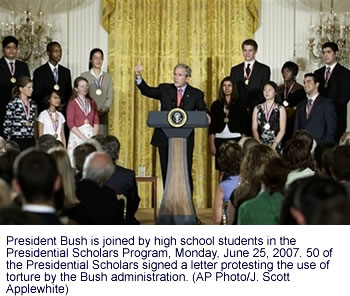 President Bush is joined by high school students in the
Presidential Scholars Program, Monday, June 25, 2007. 50 of
the Presidential Scholars signed a letter protesting the use of
torture by the Bush administration. (AP Photo/J. Scott
Applewhite)